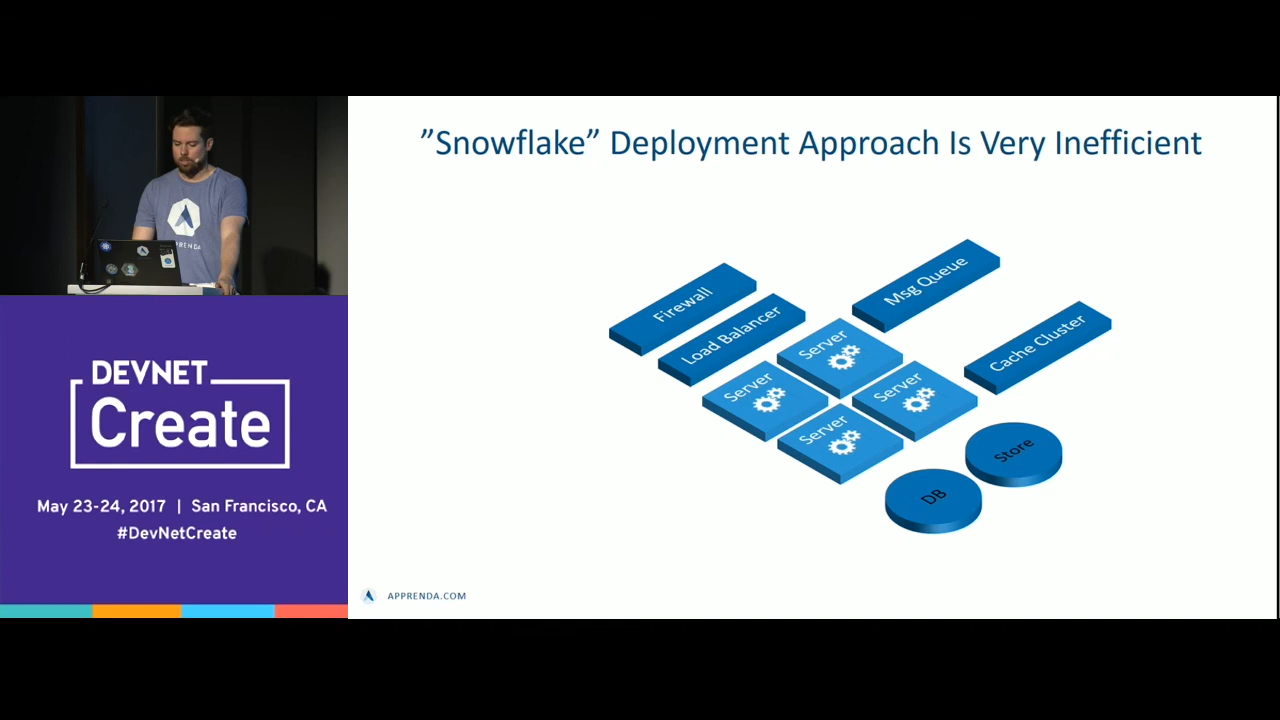 ”Snowflake” Deployment Approach Is Very Inefficient
Firewall
Load Balancer
Msg Queue
Cache Cluster
Server
Server
Server
Server
DB
Store
APPRENDA.COM
DEVNET
Create
May 23-24, 2017 | San Francisco, CA
#DevNetCreate